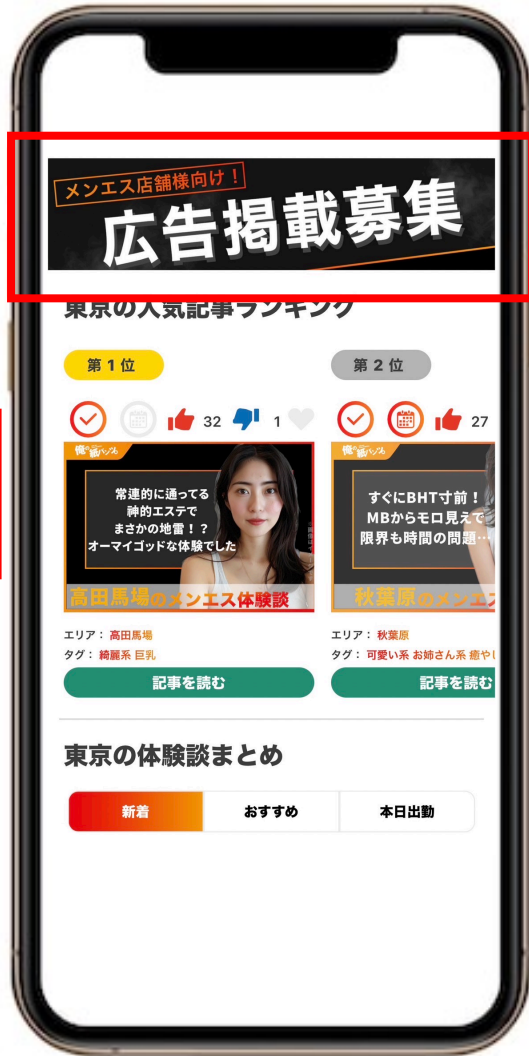 メンエス店舗様向け！
広告掲載募集
東京の人気記事ランキング
第1位
第2位
32
1
27
俺の紙パンツ
常連的に通ってる
神的エステで
まさかの地雷！？
オーマイゴッドな体験でした
高田馬場のメンエス体験談
すぐにBHT寸前！
MBからモロ見えで
限界も時間の問題…
秋葉原のメンエ
エリア： 高田馬場
タグ： 綺麗系 巨乳
記事を読む
エリア： 秋葉原
タグ： 可愛い系 お姉さん系 癒や
記事を読む
東京の体験談まとめ
新着
おすすめ
本日出勤